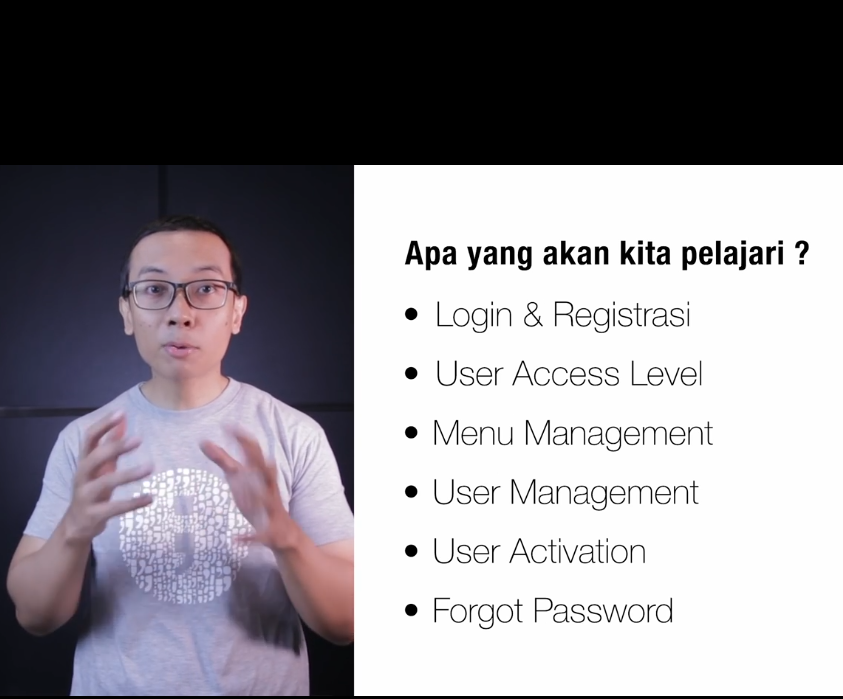 Apa yang akan kita pelajari ?
• Login & Registrasi
• User Access Level
• Menu Management
• User Management
• User Activation
• Forgot Password